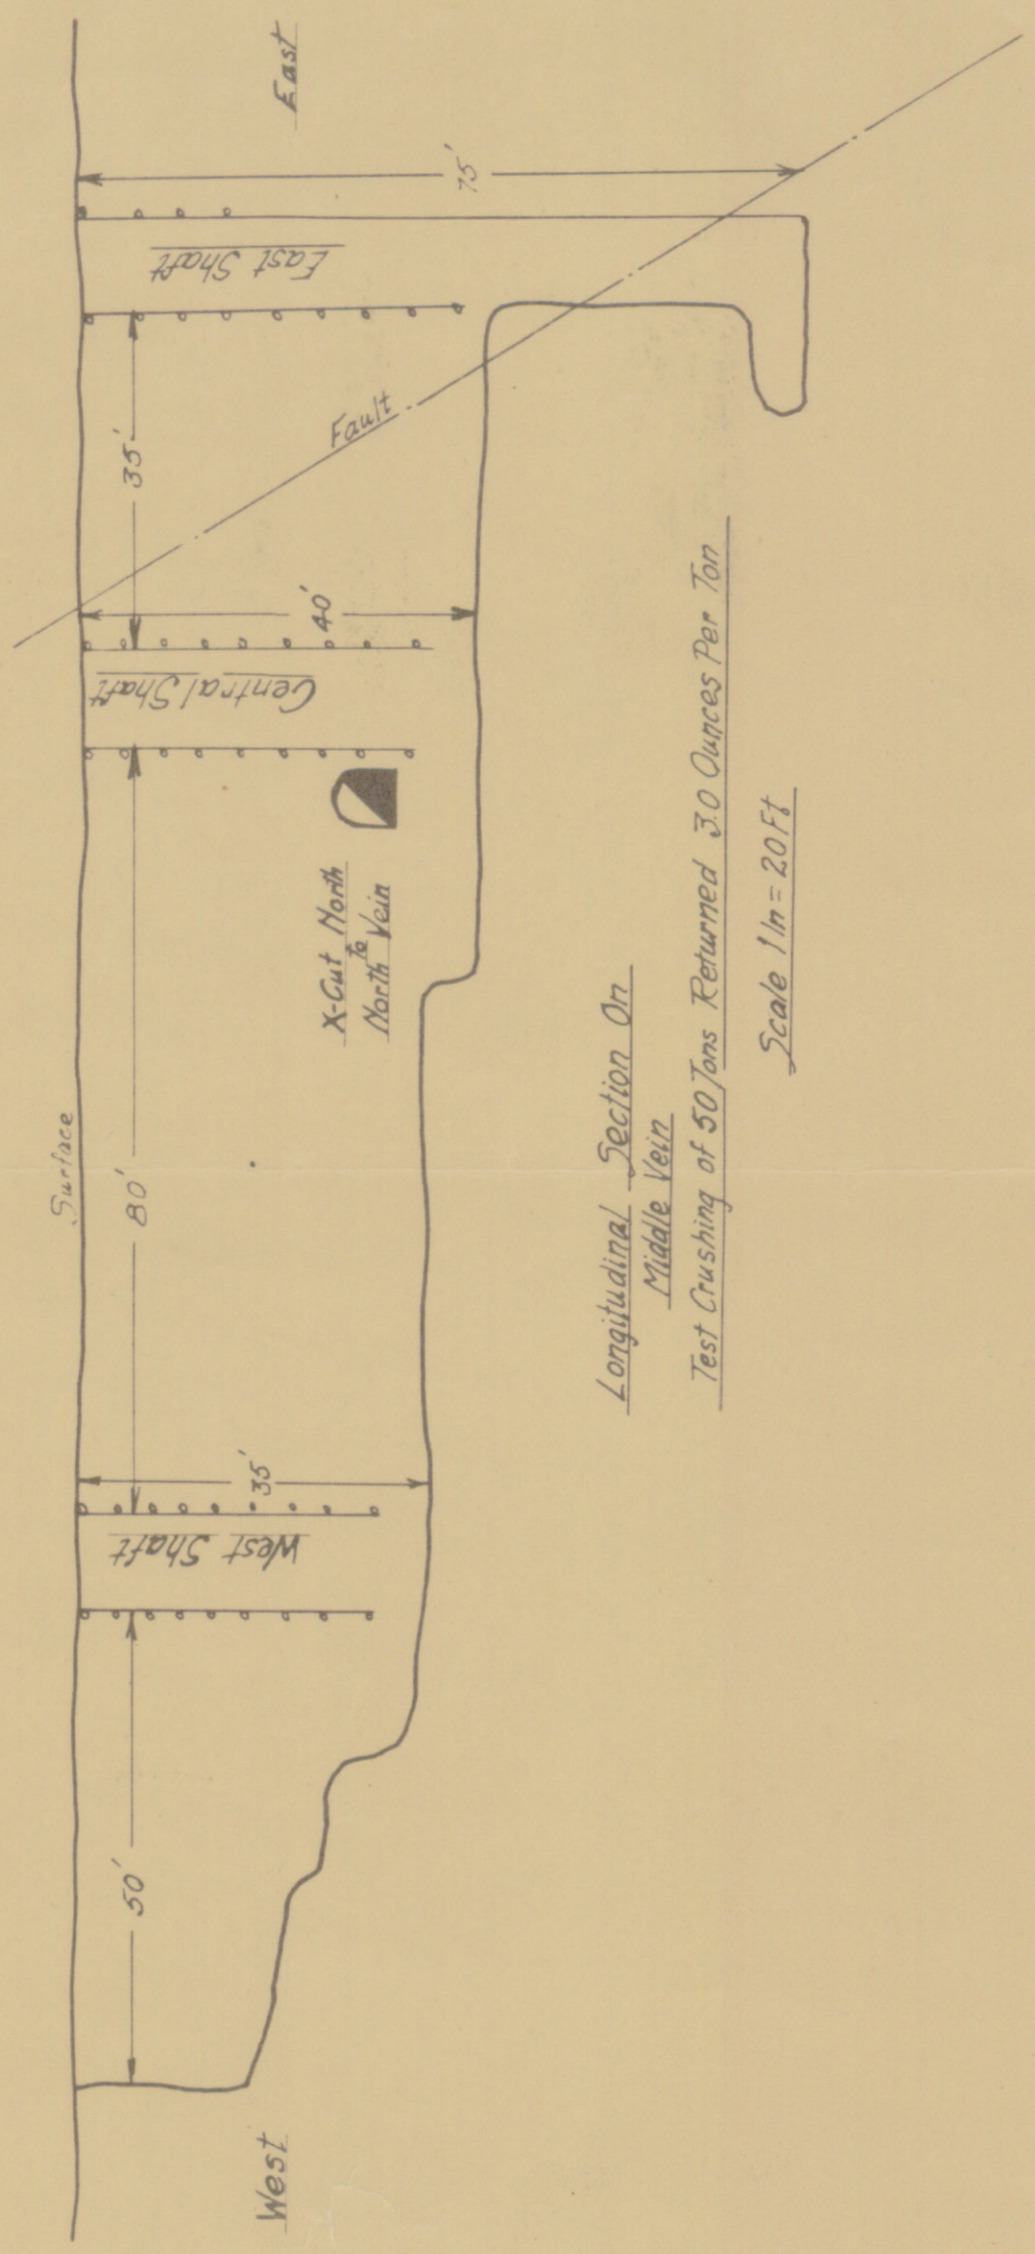 Surface
West
East
50'
West Shaft
35'
80'
Central Shaft
40'
35'
East Shaft
75'
Fault
X-Cut North
to
North Vein
Longitudinal Section On
Middle Vein
Test Crushing of 50 Tons Returned 3.0 Ounces Per Ton
Scale 1 In = 20 Ft